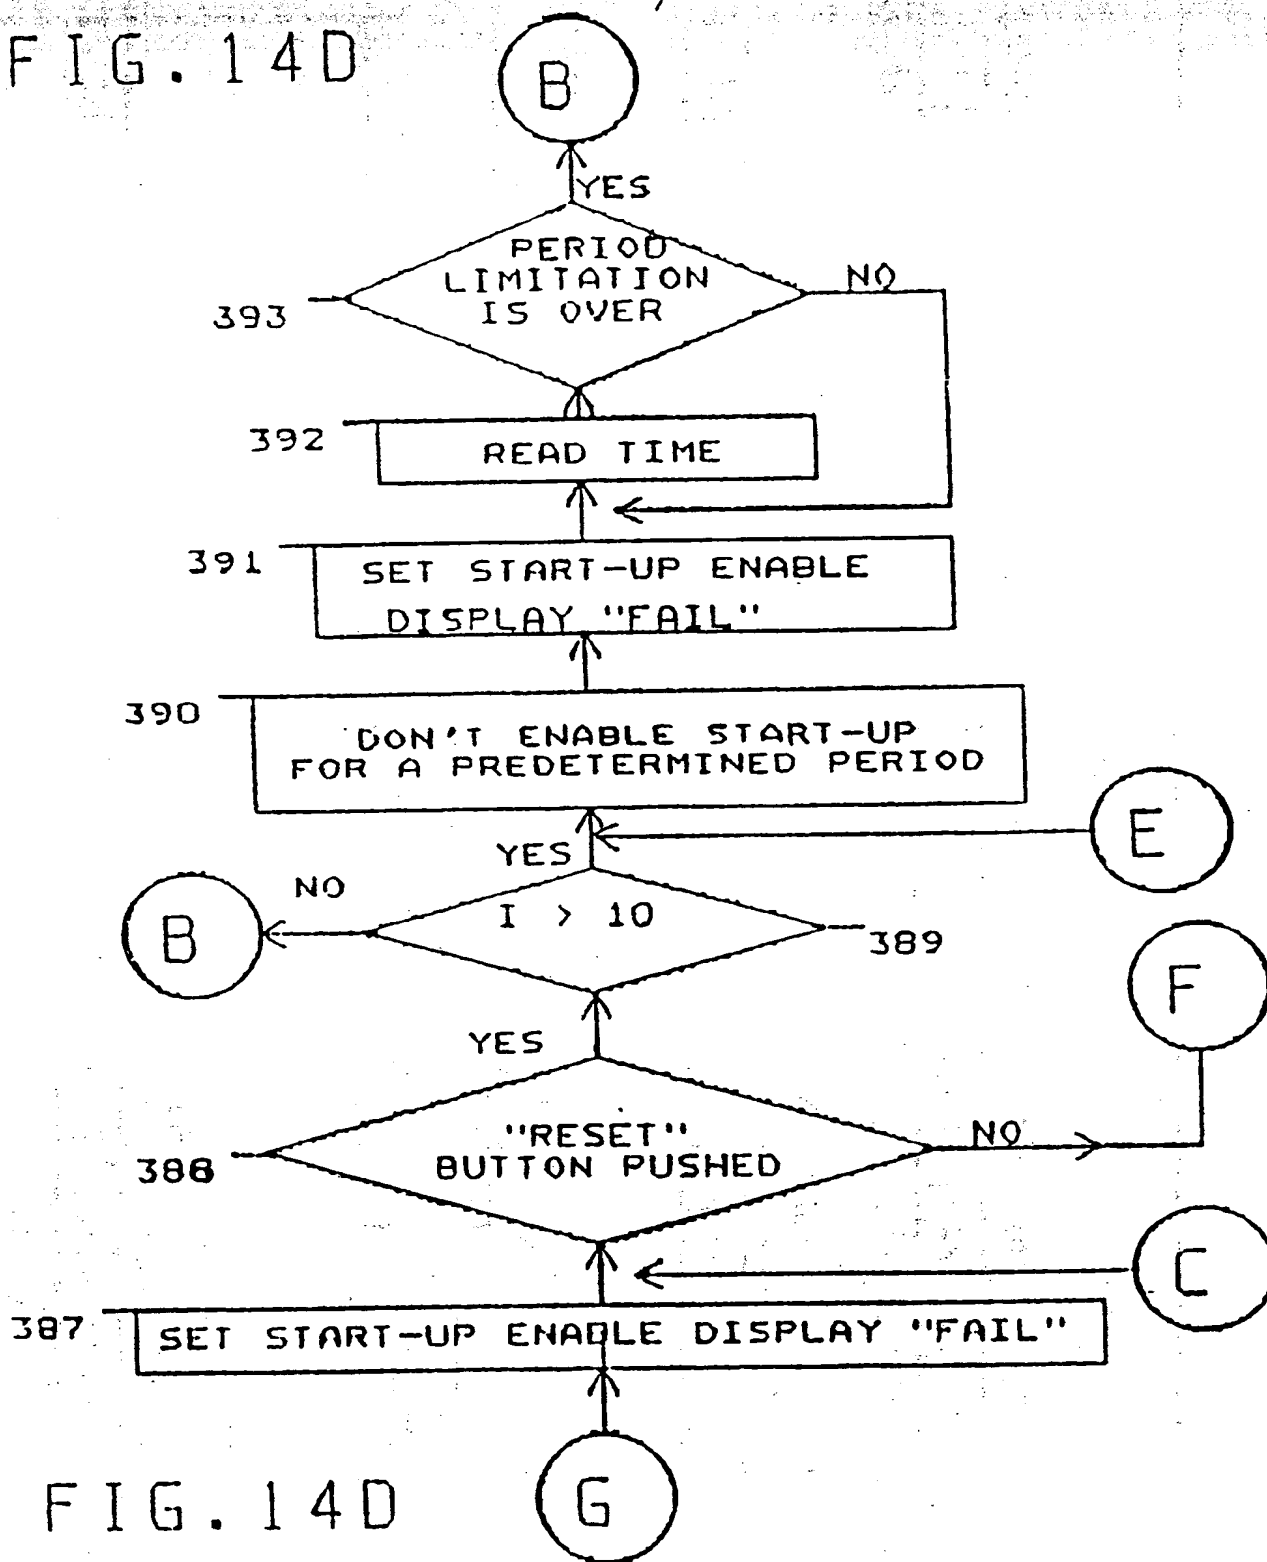 FIG. 14D
B
YES
PERIOD
LIMITATION
IS OVER
NO
393
392
READ TIME
391
SET START-UP ENABLE
DISPLAY "FAIL"
390
DON'T ENABLE START-UP
FOR A PREDETERMINED PERIOD
E
YES
NO
B
I > 10
389
F
YES
"RESET"
BUTTON PUSHED
NO
388
C
387
SET START-UP ENABLE DISPLAY "FAIL"
G
FIG. 14D